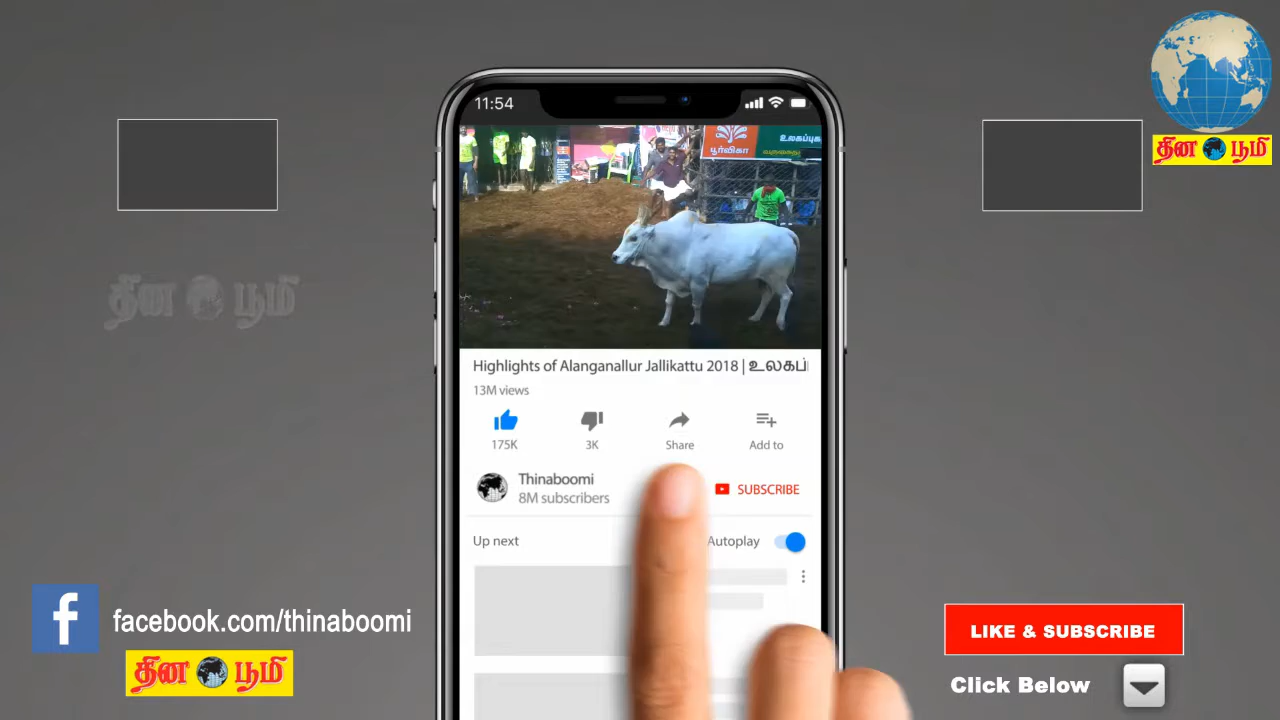 தின பூமி
11:54
பூர்விகா
உலகப்புக
Highlights of Alanganallur Jallikattu 2018 | உலகப்
13M views
175K
3K
Share
Add to
Thinaboomi
8M subscribers
SUBSCRIBE
Up next
Autoplay
தின பூமி
facebook.com/thinaboomi
தின பூமி
LIKE & SUBSCRIBE
Click Below